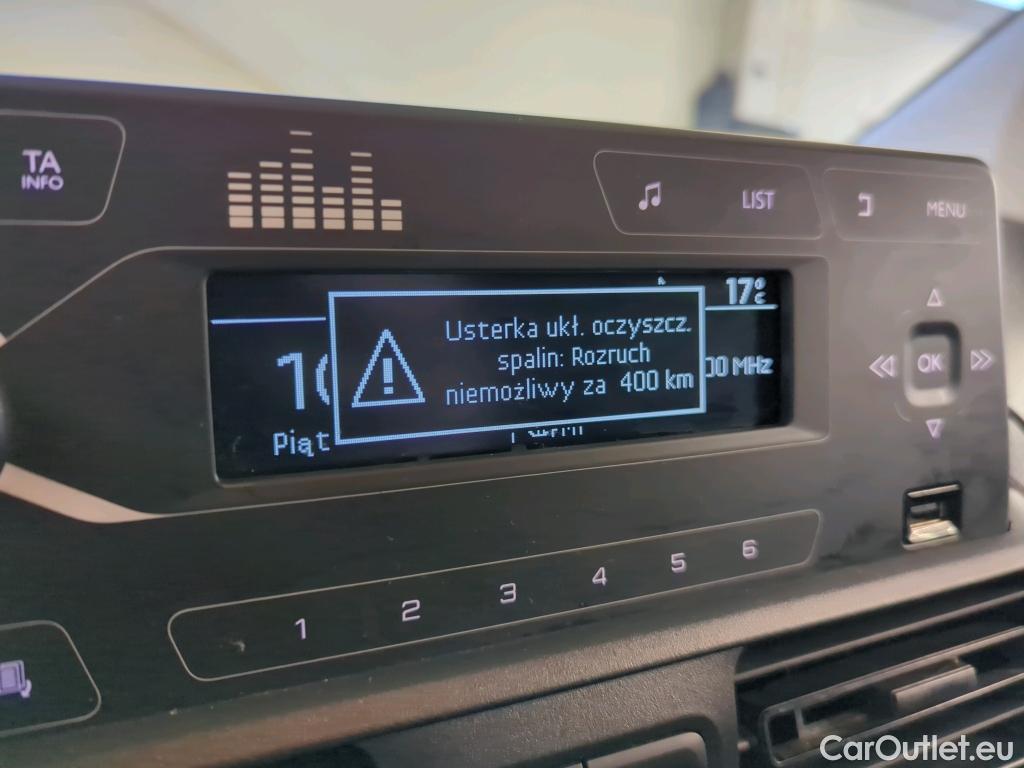 TA
INFO
LIST
MENU
17°C
Usterka ukł. oczyszcz.
spalin: Rozruch
niemożliwy za 400 km
00 MHz
Piąt
OK
1 2 3 4 5 6
CarOutlet.eu